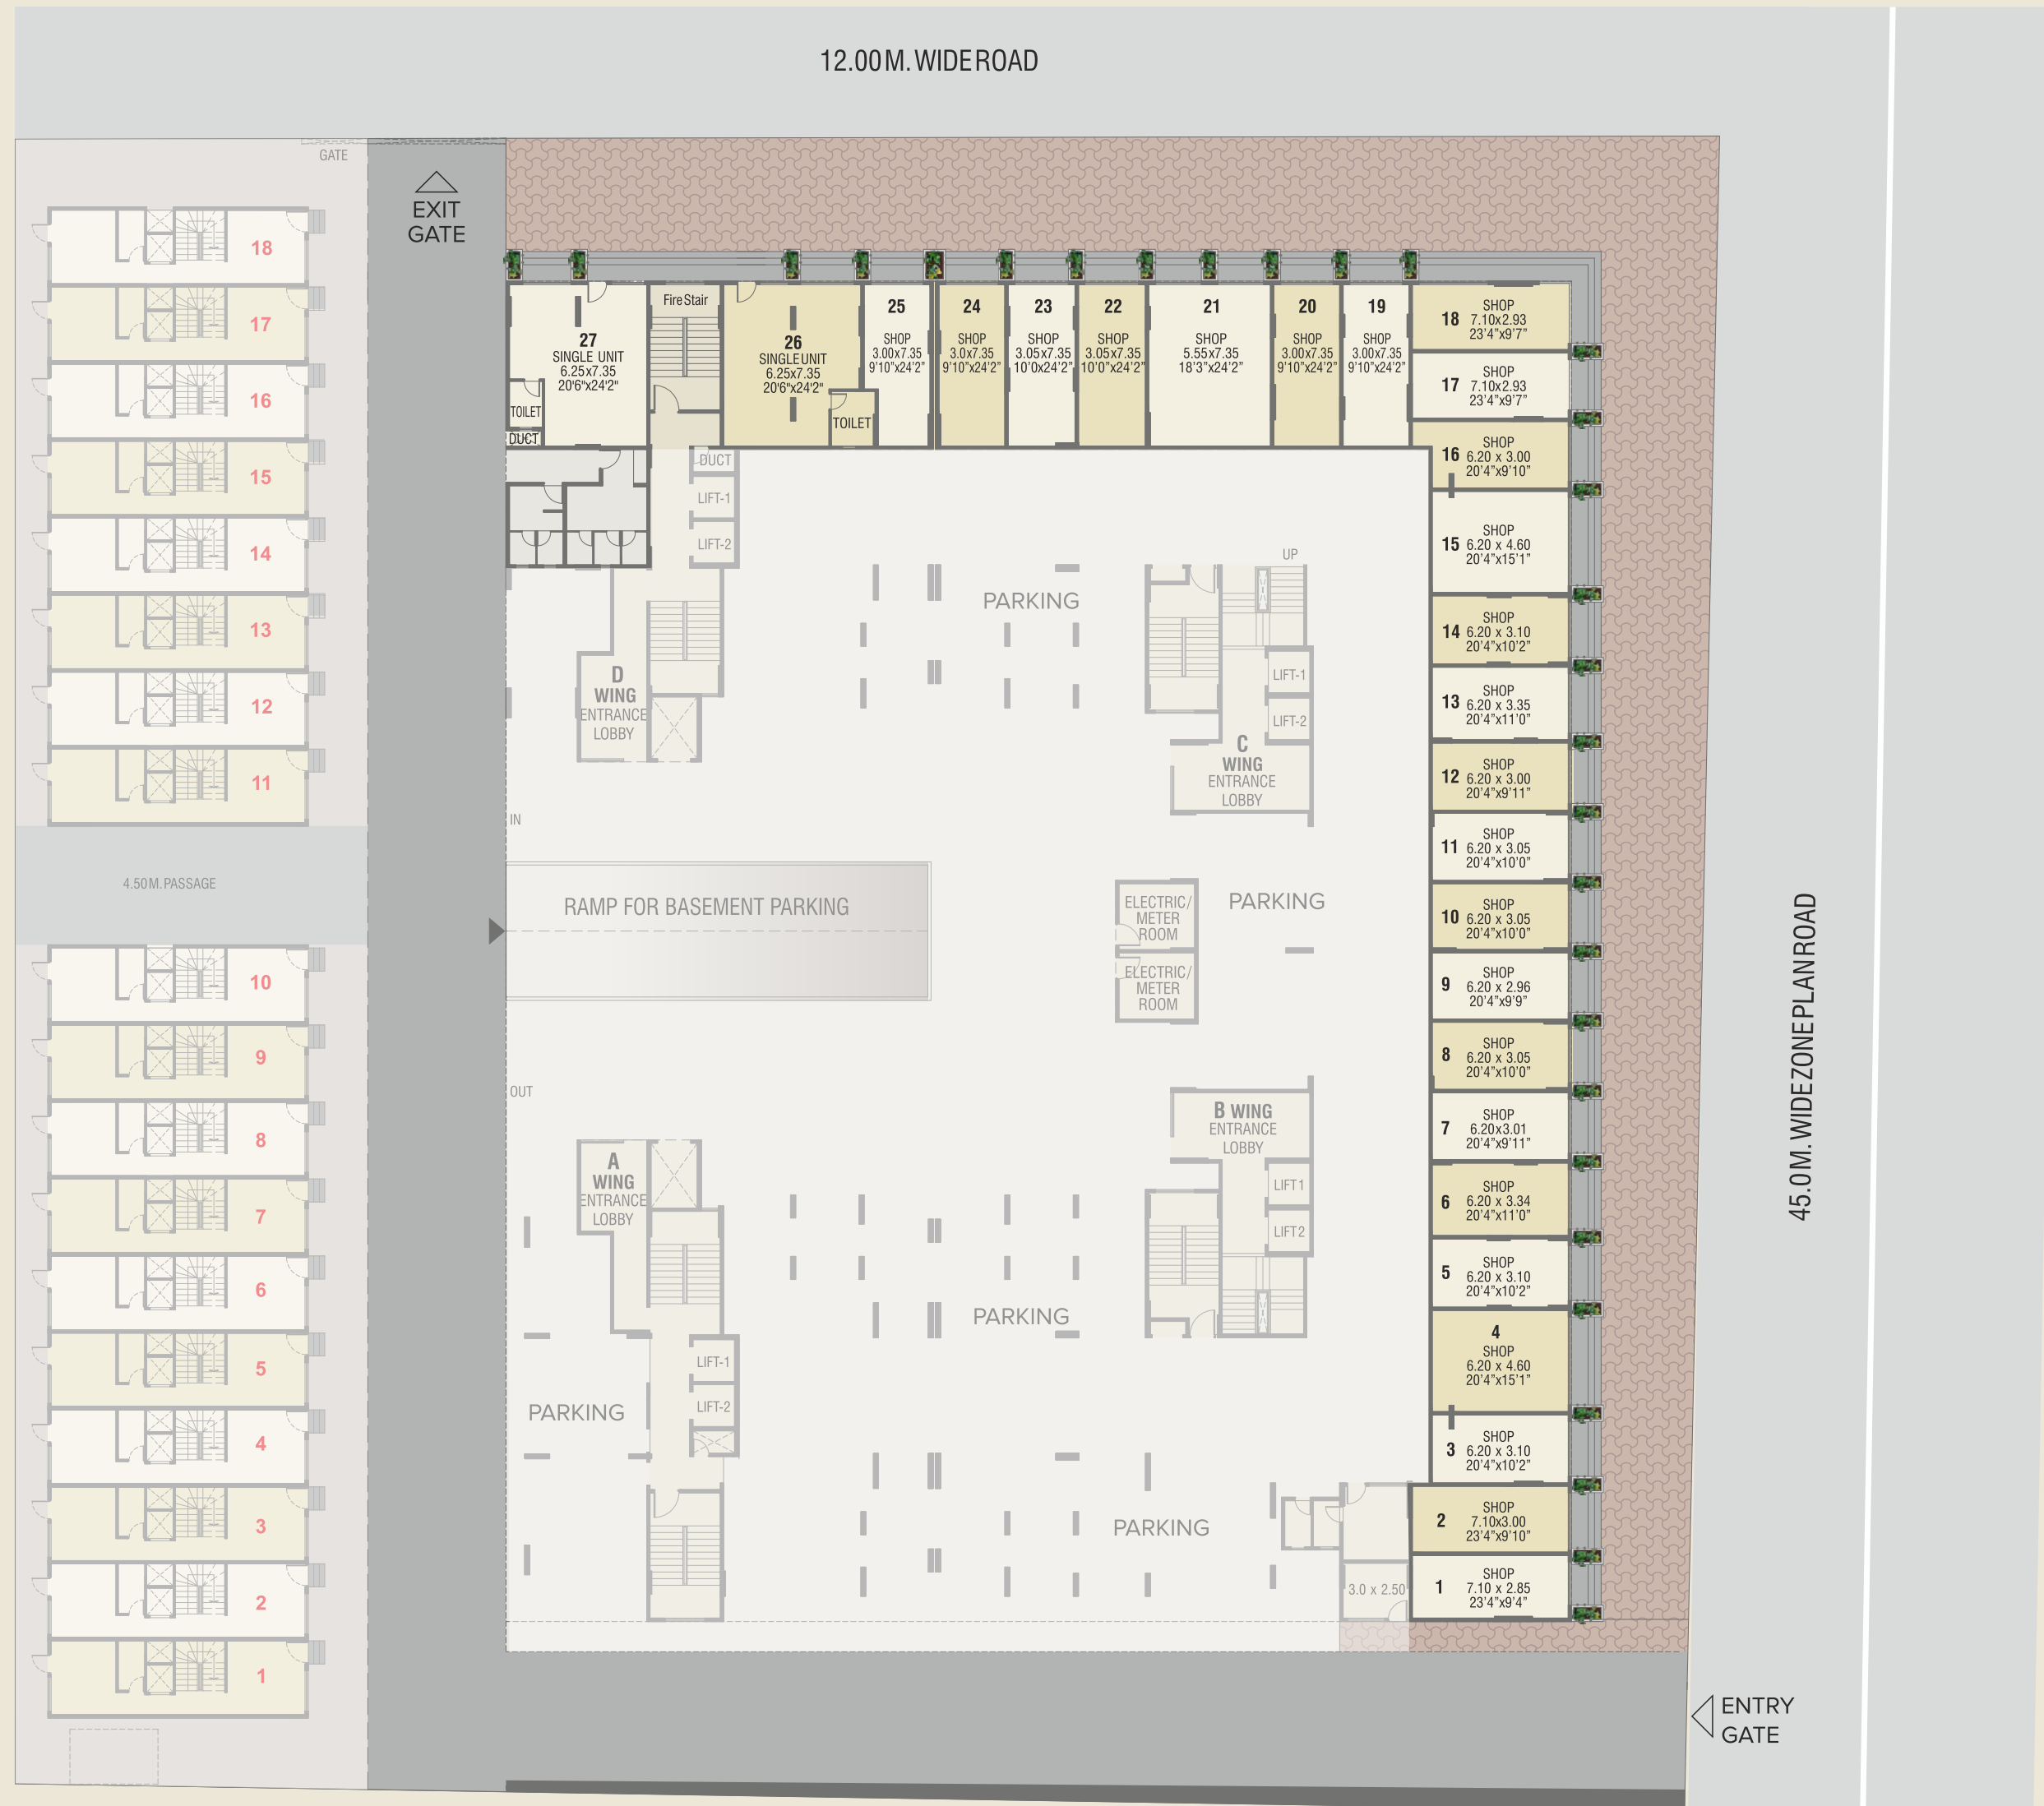 12.00 M. WIDE ROAD
GATE
EXIT
GATE
18
17
16
15
14
13
12
11
4.50 M. PASSAGE
10
9
8
7
6
5
4
3
2
1
27
SINGLE UNIT
6.25x7.35
20'6"x24'2"
TOILET
DUCT
Fire Stair
26
SINGLE UNIT
6.25x7.35
20'6"x24'2"
TOILET
25
SHOP
3.00x7.35
9'10"x24'2"
24
SHOP
3.0x7.35
9'10"x24'2"
23
SHOP
3.05x7.35
10'0x24'2"
22
SHOP
3.05x7.35
10'0"x24'2"
21
SHOP
5.55x7.35
18'3"x24'2"
20
SHOP
3.00x7.35
9'10"x24'2"
19
SHOP
3.00x7.35
9'10"x24'2"
18
SHOP
7.10x2.93
23'4"x9'7"
17
SHOP
7.10x2.93
23'4"x9'7"
16
SHOP
6.20 x 3.00
20'4"x9'10"
15
SHOP
6.20 x 4.60
20'4"x15'1"
14
SHOP
6.20 x 3.10
20'4"x10'2"
13
SHOP
6.20 x 3.35
20'4"x11'0"
12
SHOP
6.20 x 3.00
20'4"x9'11"
11
SHOP
6.20 x 3.05
20'4"x10'0"
10
SHOP
6.20 x 3.05
20'4"x10'0"
9
SHOP
6.20 x 2.96
20'4"x9'9"
8
SHOP
6.20 x 3.05
20'4"x10'0"
7
SHOP
6.20x3.01
20'4"x9'11"
6
SHOP
6.20 x 3.34
20'4"x11'0"
5
SHOP
6.20 x 3.10
20'4"x10'2"
4
SHOP
6.20 x 4.60
20'4"x15'1"
3
SHOP
6.20 x 3.10
20'4"x10'2"
2
SHOP
7.10x3.00
23'4"x9'10"
1
SHOP
7.10 x 2.85
23'4"x9'4"
DUCT
LIFT-1
LIFT-2
D
WING
ENTRANCE
LOBBY
PARKING
UP
LIFT-1
LIFT-2
C
WING
ENTRANCE
LOBBY
IN
RAMP FOR BASEMENT PARKING
OUT
ELECTRIC/
METER
ROOM
ELECTRIC/
METER
ROOM
PARKING
B WING
ENTRANCE
LOBBY
LIFT1
LIFT2
A
WING
ENTRANCE
LOBBY
LIFT-1
LIFT-2
PARKING
PARKING
PARKING
3.0 x 2.50
45.0 M. WIDE ZONE PLAN ROAD
ENTRY
GATE